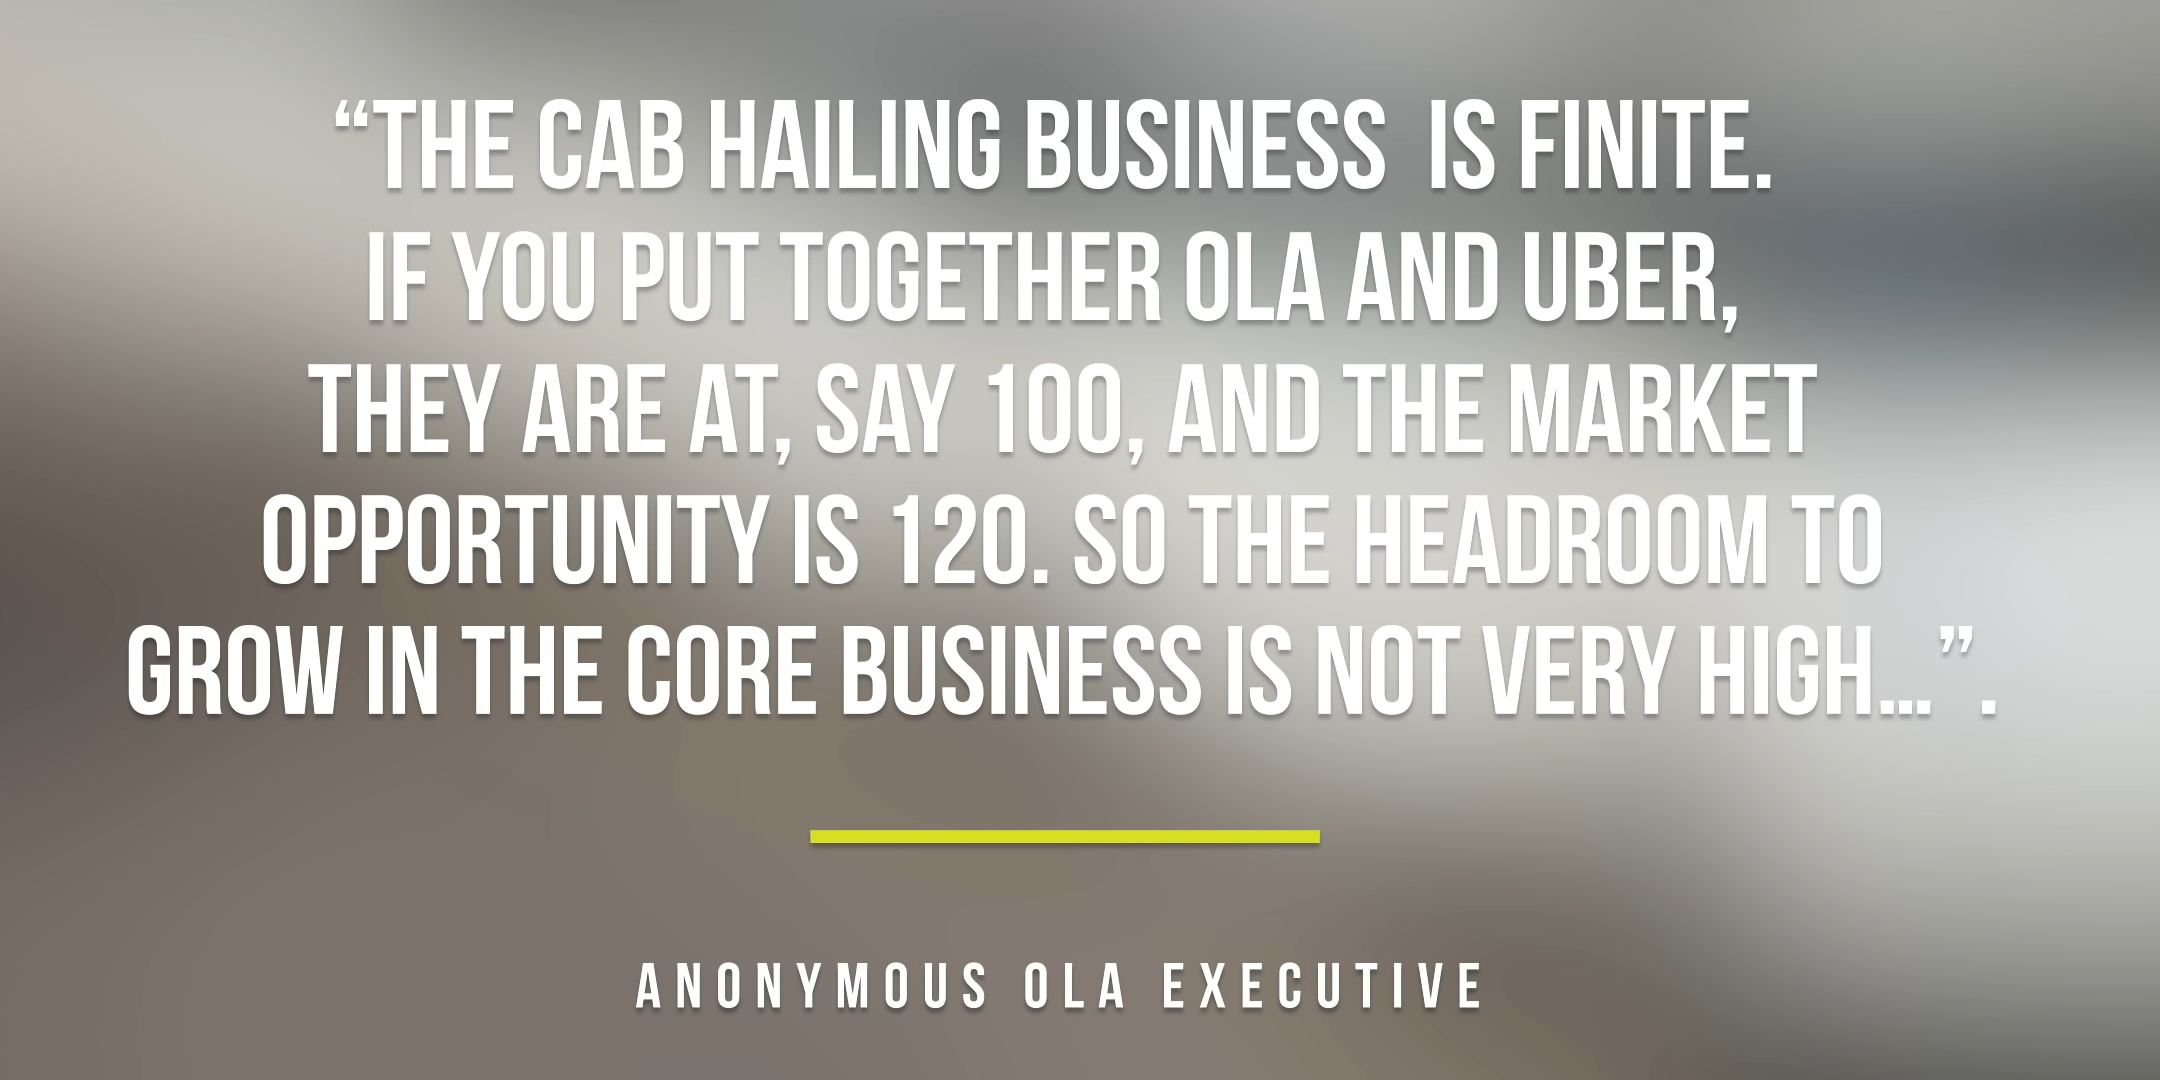 “THE CAB HAILING BUSINESS  IS FINITE.
IF YOU PUT TOGETHER OLA AND UBER,
THEY ARE AT, SAY 100, AND THE MARKET
OPPORTUNITY IS 120. SO THE HEADROOM TO
GROW IN THE CORE BUSINESS IS NOT VERY HIGH…”.
ANONYMOUS OLA EXECUTIVE